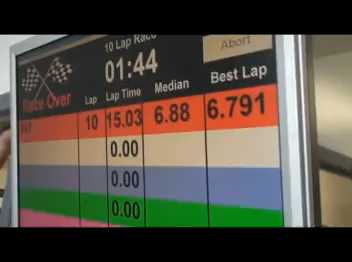 10 Lap Race
Abort
01:44
Race Over
Lap Lap Time Median Best Lap
10 15.03 6.88 6.791
0.00
0.00
0.00